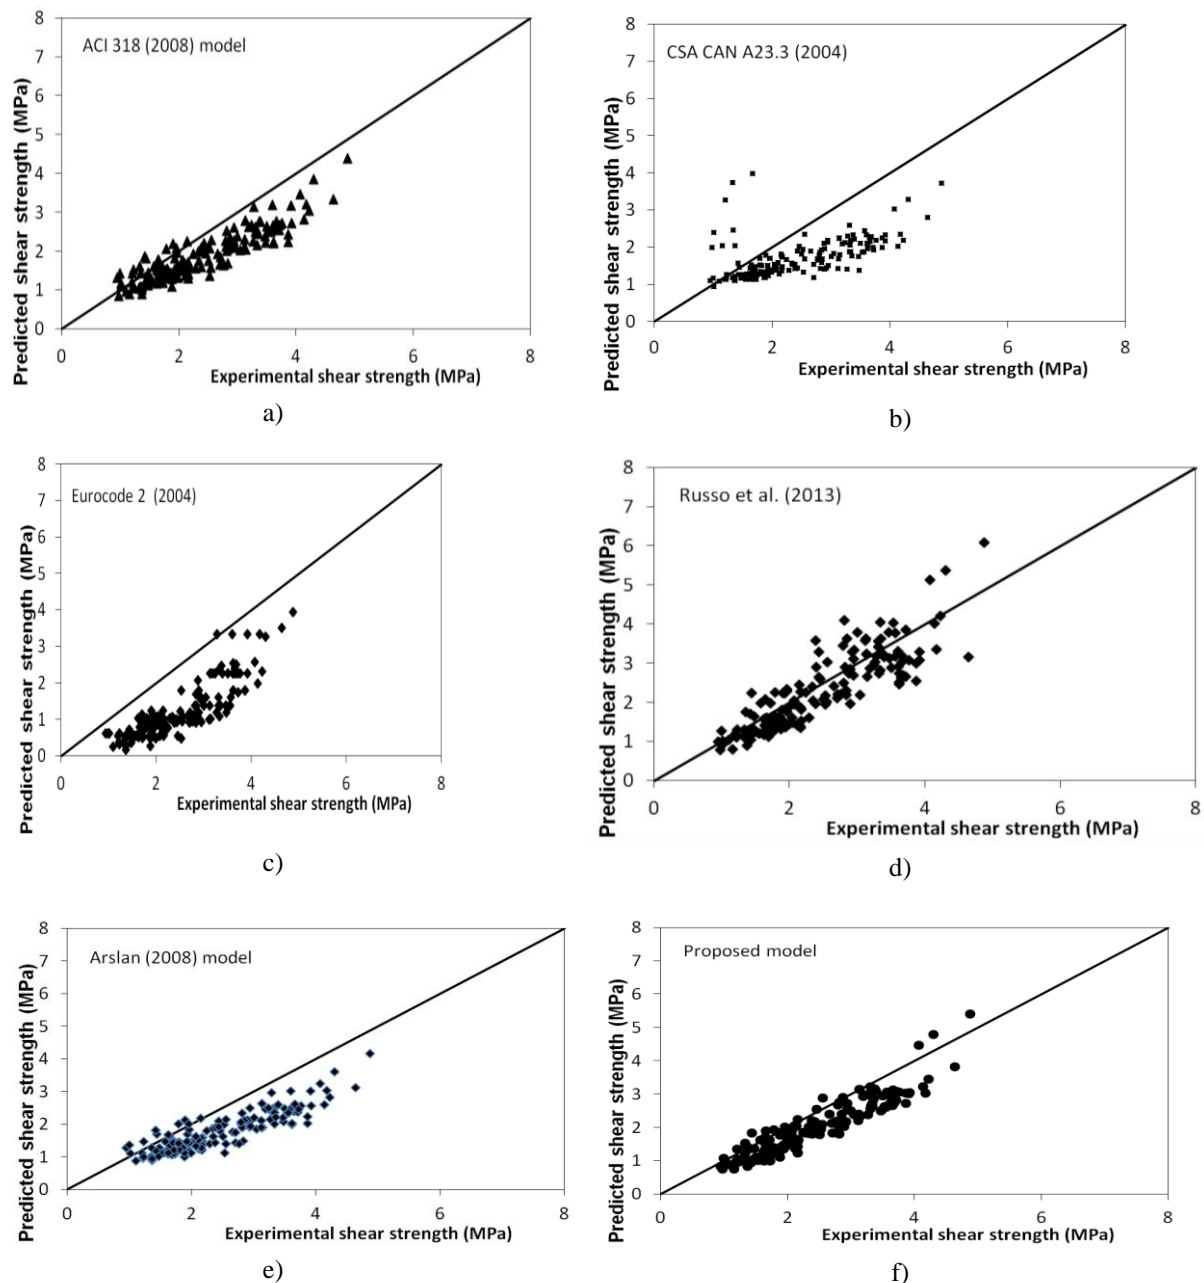 ACI 318 (2008) model
Predicted shear strength (MPa)
8
7
6
5
4
3
2
1
0
0 2 4 6 8
Experimental shear strength (MPa)
a)
CSA CAN A23.3 (2004)
Predicted shear strength (MPa)
8
7
6
5
4
3
2
1
0
0 2 4 6 8
Experimental shear strength (MPa)
b)
Eurocode 2 (2004)
Predicted shear strength (MPa)
8
7
6
5
4
3
2
1
0
0 2 4 6 8
Experimental shear strength (MPa)
c)
Russo et al. (2013)
Predicted shear strength (MPa)
8
7
6
5
4
3
2
1
0
0 2 4 6 8
Experimental shear strength (MPa)
d)
Arslan (2008) model
Predicted shear strength (MPa)
8
7
6
5
4
3
2
1
0
0 2 4 6 8
Experimental shear strength (MPa)
e)
Proposed model
Predicted shear strength (MPa)
8
7
6
5
4
3
2
1
0
0 2 4 6 8
Experimental shear strength (MPa)
f)